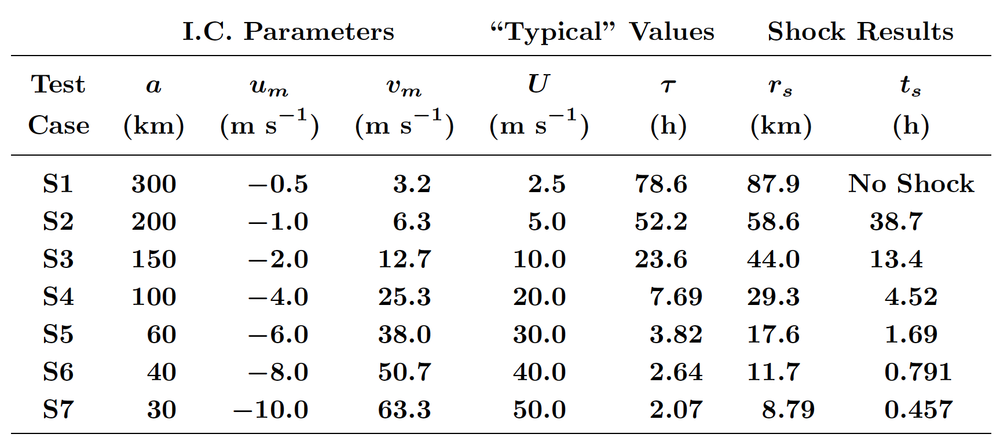 I.C. Parameters “Typical” Values Shock Results
Test a uₘ vₘ U τ rₛ tₛ
Case (km) (m s⁻¹) (m s⁻¹) (m s⁻¹) (h) (km) (h)
S1 300 −0.5 3.2 2.5 78.6 87.9 No Shock
S2 200 −1.0 6.3 5.0 52.2 58.6 38.7
S3 150 −2.0 12.7 10.0 23.6 44.0 13.4
S4 100 −4.0 25.3 20.0 7.69 29.3 4.52
S5 60 −6.0 38.0 30.0 3.82 17.6 1.69
S6 40 −8.0 50.7 40.0 2.64 11.7 0.791
S7 30 −10.0 63.3 50.0 2.07 8.79 0.457